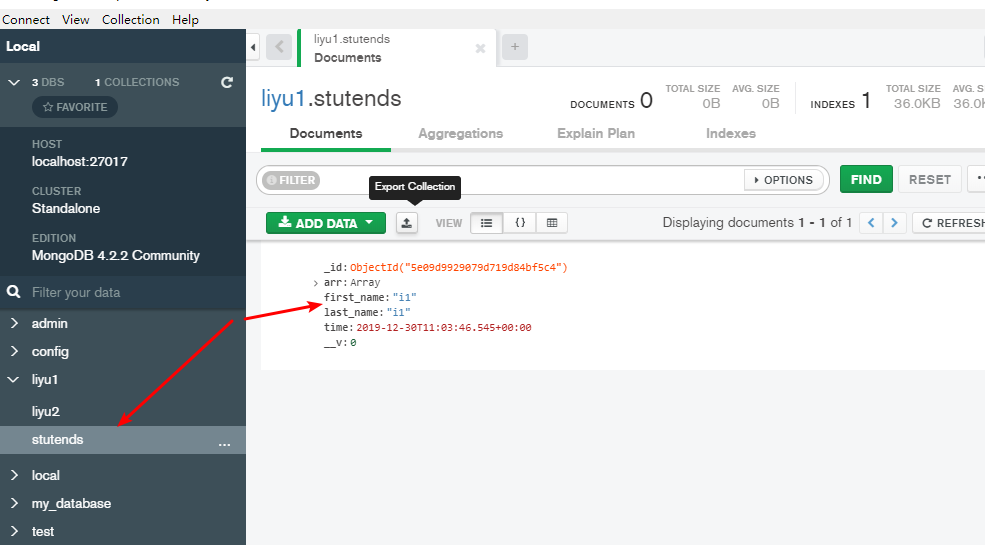 Connect View Collection Help
Local
3 DBS 1 COLLECTIONS
FAVORITE
HOST
localhost:27017
CLUSTER
Standalone
EDITION
MongoDB 4.2.2 Community
Filter your data
admin
config
liyu1
liyu2
stutends
...
local
my_database
test
liyu1.stutends
Documents
liyu1.stutends
DOCUMENTS 0
TOTAL SIZE AVG. SIZE
0B 0B
INDEXES 1
TOTAL SIZE AVG. S
36.0KB 36.0K
Documents Aggregations Explain Plan Indexes
FILTER
OPTIONS
FIND
RESET
Export Collection
ADD DATA
VIEW
{}
Displaying documents 1 - 1 of 1
REFRESH
_id:ObjectId("5e09d9929079d719d84bf5c4")
arr:Array
first_name:"i1"
last_name:"i1"
time:2019-12-30T11:03:46.545+00:00
__v:0